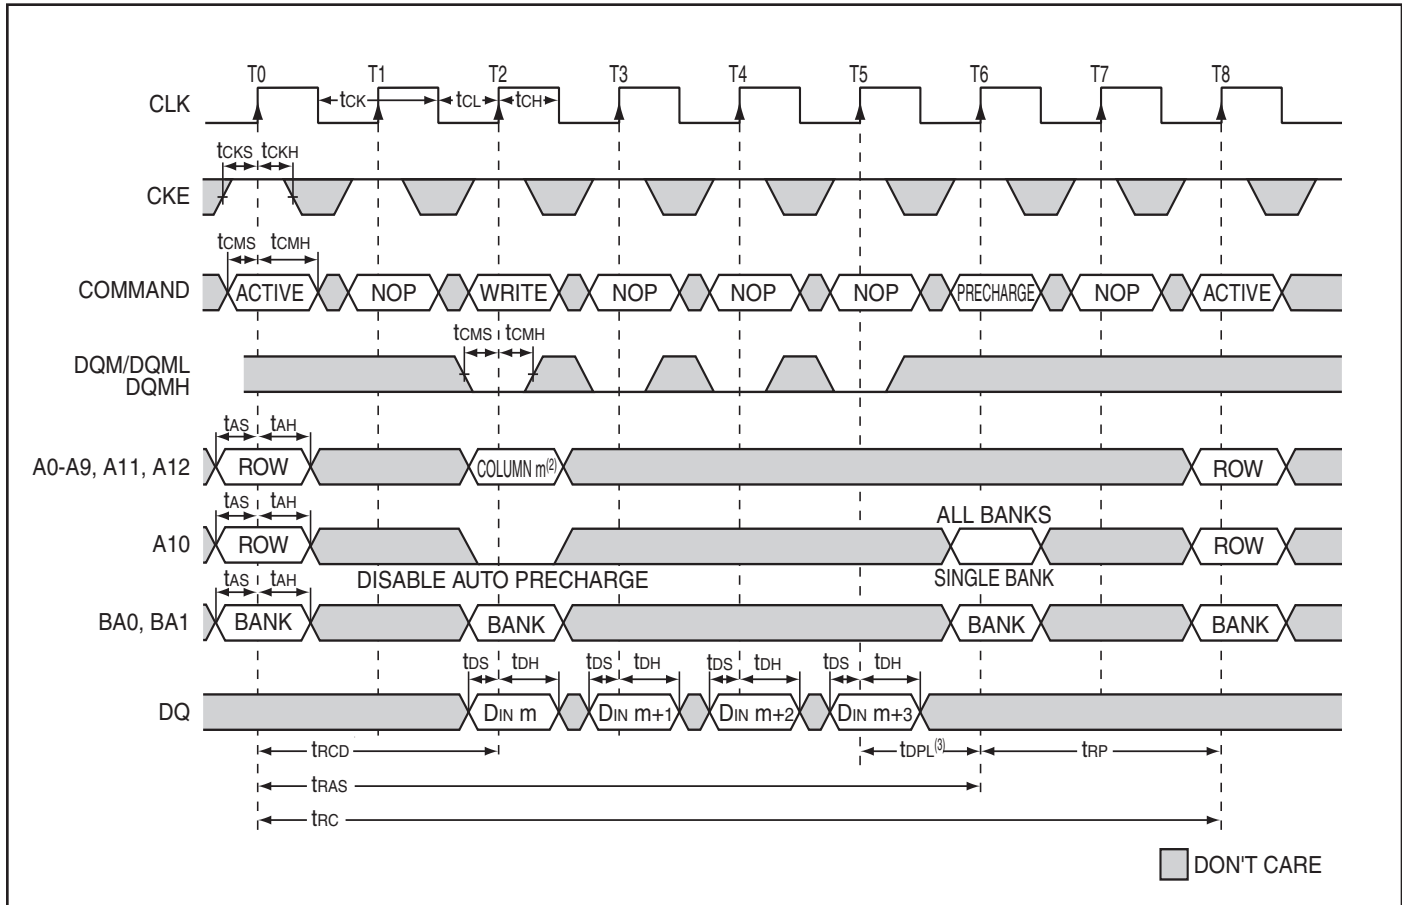 T0 T1 T2 T3 T4 T5 T6 T7 T8
CLK tCK tCL tCH
tCKS tCKH
CKE
tCMS tCMH
COMMAND ACTIVE NOP WRITE NOP NOP NOP PRECHARGE NOP ACTIVE
tCMS tCMH
DQM/DQML
DQMH
tAS tAH
A0-A9, A11, A12 ROW COLUMN m(2) ROW
tAS tAH ALL BANKS
A10 ROW ROW
tAS tAH DISABLE AUTO PRECHARGE SINGLE BANK
BA0, BA1 BANK BANK BANK BANK
tDS tDH tDS tDH tDS tDH tDS tDH
DQ DIN m DIN m+1 DIN m+2 DIN m+3
tRCD tDPL(3) tRP
tRAS
tRC
DON'T CARE